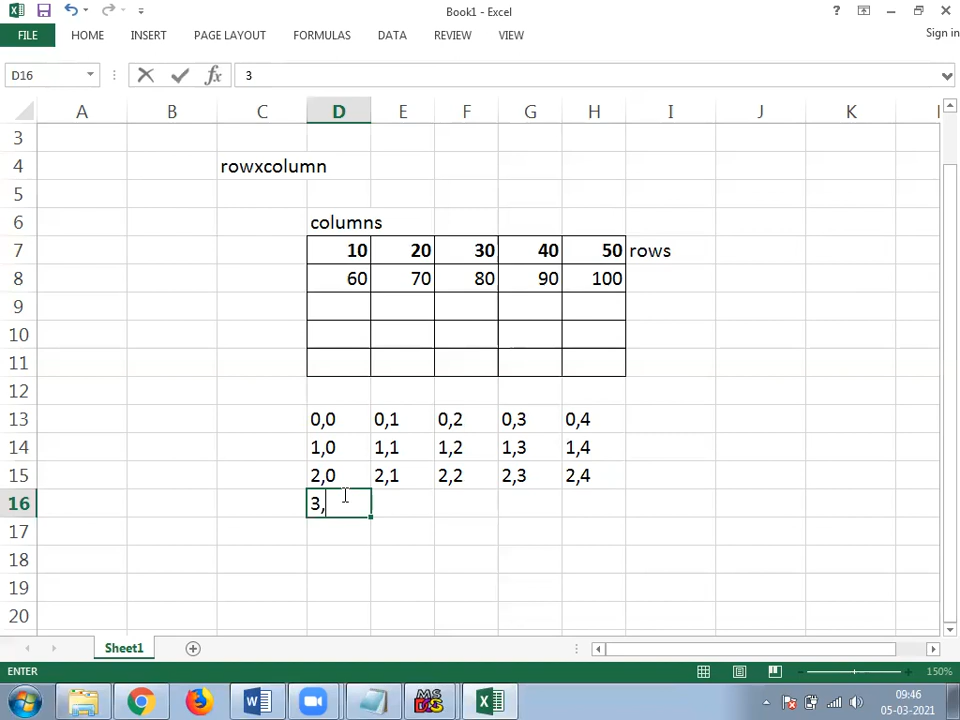 Book1 - Excel
?
FILE HOME INSERT PAGE LAYOUT FORMULAS DATA REVIEW VIEW Sign in
D16 fx 3
A B C D E F G H I J K
3
4 rowxcolumn
5
6 columns
7 10 20 30 40 50 rows
8 60 70 80 90 100
9
10
11
12
13 0,0 0,1 0,2 0,3 0,4
14 1,0 1,1 1,2 1,3 1,4
15 2,0 2,1 2,2 2,3 2,4
16 3,
17
18
19
20
Sheet1
ENTER 150%
MS DOS
09:46
05-03-2021